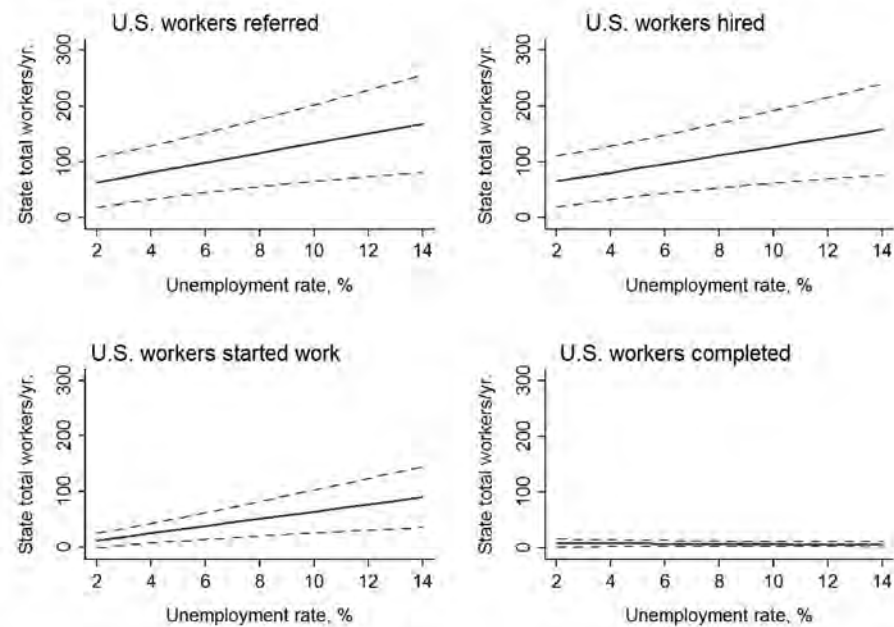 U.S. workers referred
State total workers/yr.
300
200
100
0
2 4 6 8 10 12 14
Unemployment rate, %
U.S. workers hired
State total workers/yr.
300
200
100
0
2 4 6 8 10 12 14
Unemployment rate, %
U.S. workers started work
State total workers/yr.
300
200
100
0
2 4 6 8 10 12 14
Unemployment rate, %
U.S. workers completed
State total workers/yr.
300
200
100
0
2 4 6 8 10 12 14
Unemployment rate, %